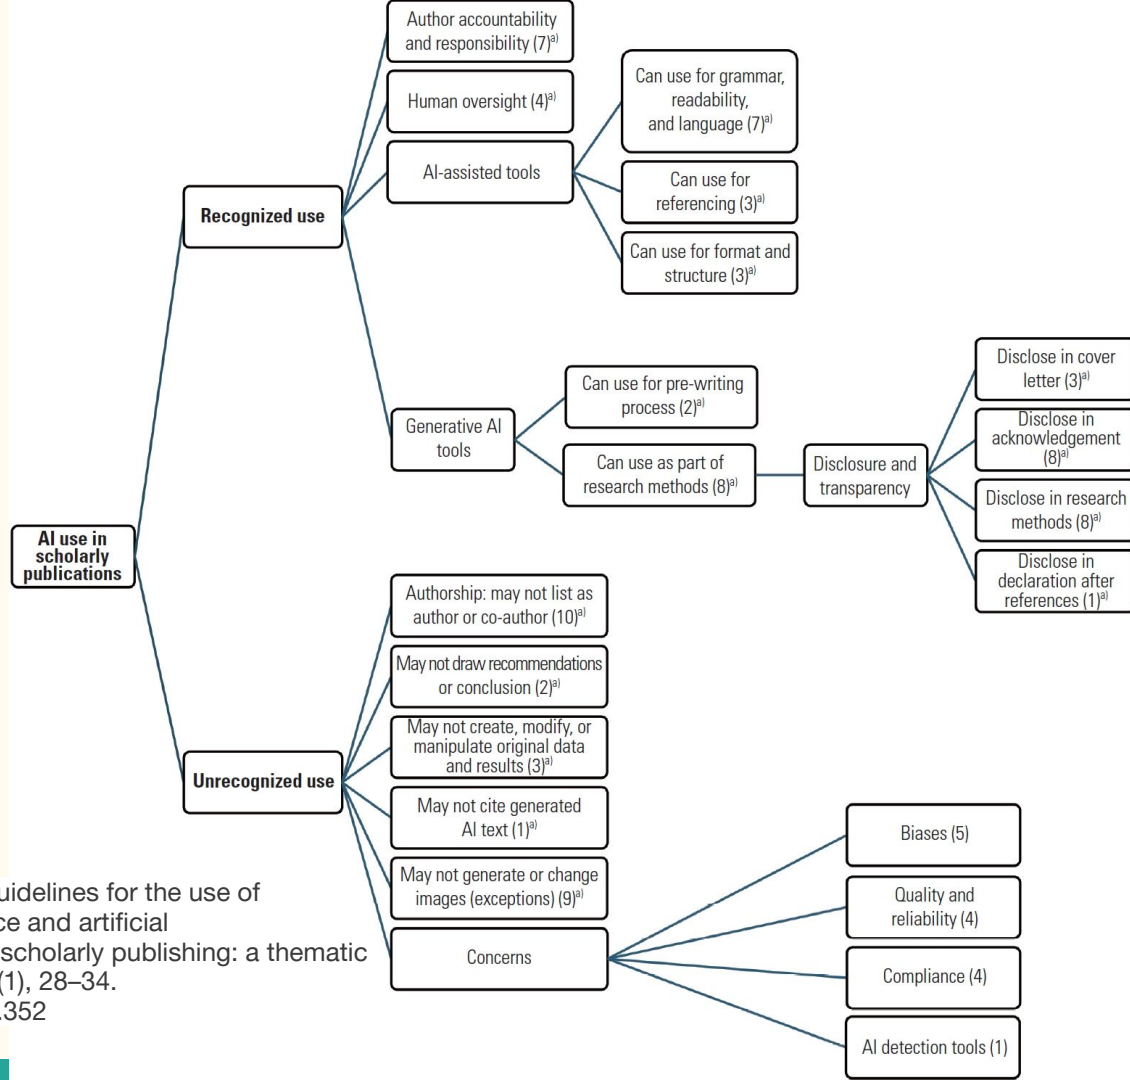 Author accountability
and responsibility (7)a)
Human oversight (4)a)
AI-assisted tools
Can use for grammar,
readability,
and language (7)a)
Can use for
referencing (3)a)
Can use for format and
structure (3)a)
Recognized use
Generative AI
tools
Can use for pre-writing
process (2)a)
Can use as part of
research methods (8)a)
Disclosure and
transparency
Disclose in cover
letter (3)a)
Disclose in
acknowledgement
(8)a)
Disclose in research
methods (8)a)
Disclose in
declaration after
references (1)a)
AI use in
scholarly
publications
Unrecognized use
Authorship: may not list as
author or co-author (10)a)
May not draw recommendations
or conclusion (2)a)
May not create, modify, or
manipulate original data
and results (3)a)
May not cite generated
AI text (1)a)
May not generate or change
images (exceptions) (9)a)
Concerns
Biases (5)
Quality and
reliability (4)
Compliance (4)
AI detection tools (1)
uidelines for the use of
ce and artificial
scholarly publishing: a thematic
(1), 28–34.
.352